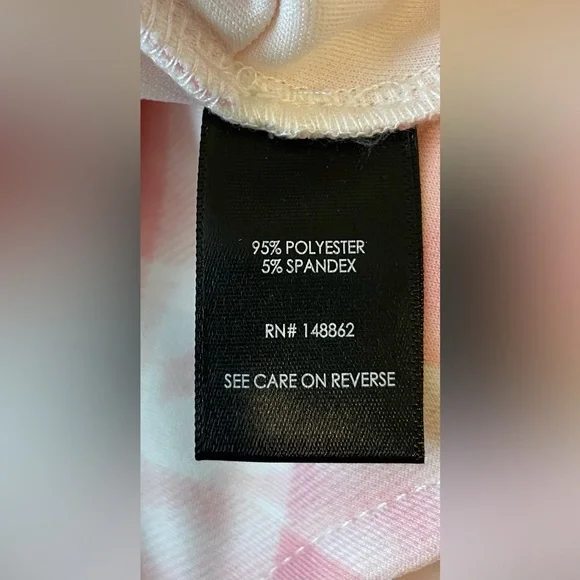 95% POLYESTER
5% SPANDEX
RN# 148862
SEE CARE ON REVERSE